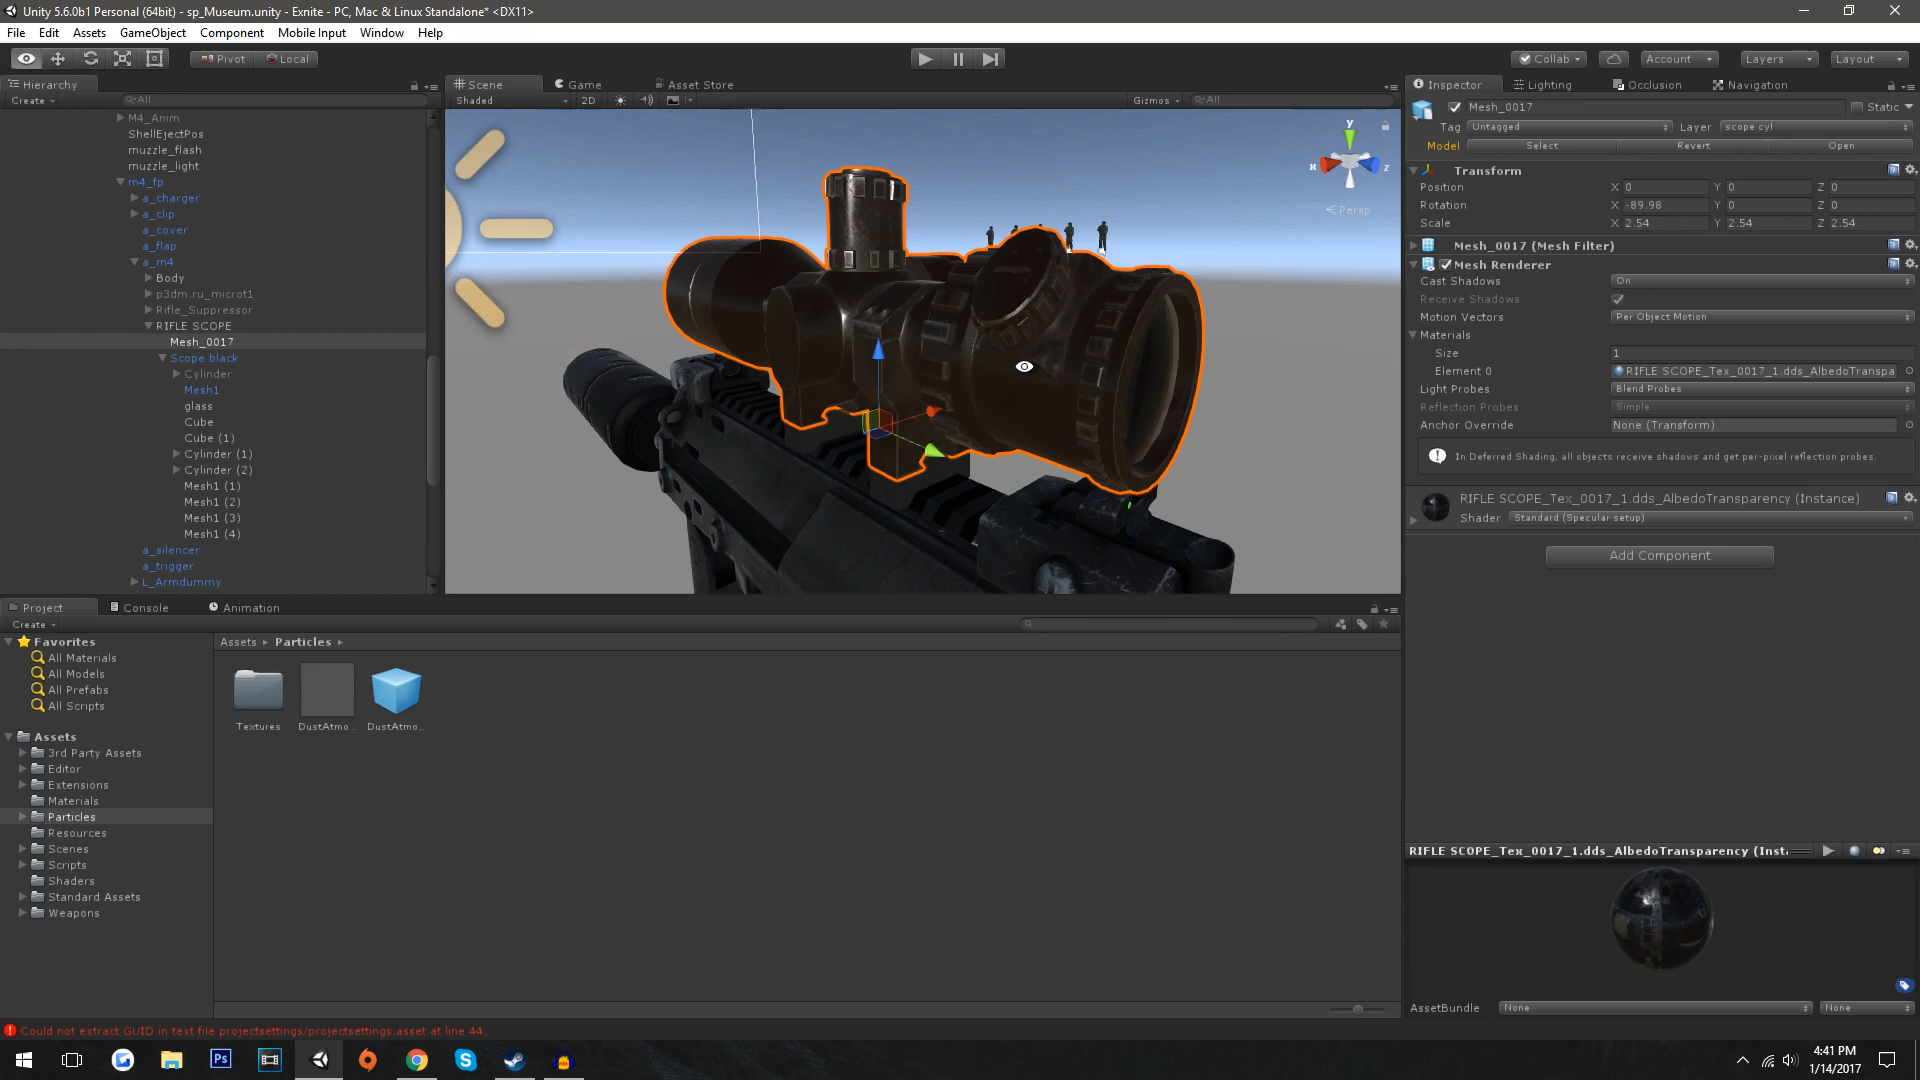 Unity 5.6.0b1 Personal (64bit) - sp_Museum.unity - Exnite - PC, Mac & Linux Standalone* <DX11>
File Edit Assets GameObject Component Mobile Input Window Help
Pivot Local Collab Account Layers Layout
Hierarchy
Create All
M4_Anim
ShellEjectPos
muzzle_flash
muzzle_light
m4_fp
a_charger
a_clip
a_cover
a_flap
a_m4
Body
p3dm.ru_microt1
Rifle_Suppressor
RIFLE SCOPE
Mesh_0017
Scope black
Cylinder
Mesh1
glass
Cube
Cube (1)
Cylinder (1)
Cylinder (2)
Mesh1 (1)
Mesh1 (2)
Mesh1 (3)
Mesh1 (4)
a_silencer
a_trigger
L_Armdummy
Scene Game Asset Store
Shaded 2D Gizmos All
y
x z
Persp
Inspector Lighting Occlusion Navigation
Mesh_0017 Static
Tag Untagged Layer scope cyl
Model Select Revert Open
Transform
Position X 0 Y 0 Z 0
Rotation X -89.98 Y 0 Z 0
Scale X 2.54 Y 2.54 Z 2.54
Mesh_0017 (Mesh Filter)
Mesh Renderer
Cast Shadows On
Receive Shadows
Motion Vectors Per Object Motion
Materials
Size 1
Element 0 RIFLE SCOPE_Tex_0017_1.dds_AlbedoTranspa
Light Probes Blend Probes
Reflection Probes Simple
Anchor Override None (Transform)
In Deferred Shading, all objects receive shadows and get per-pixel reflection probes.
RIFLE SCOPE_Tex_0017_1.dds_AlbedoTransparency (Instance)
Shader Standard (Specular setup)
Add Component
RIFLE SCOPE_Tex_0017_1.dds_AlbedoTransparency (Insta
AssetBundle None None
Project Console Animation
Create
Favorites
All Materials
All Models
All Prefabs
All Scripts
Assets
3rd Party Assets
Editor
Extensions
Materials
Particles
Resources
Scenes
Scripts
Shaders
Standard Assets
Weapons
Assets Particles
Textures DustAtmo... DustAtmo...
Could not extract GUID in text file projectsettings/projectsettings.asset at line 44.
Ps
4:41 PM
1/14/2017